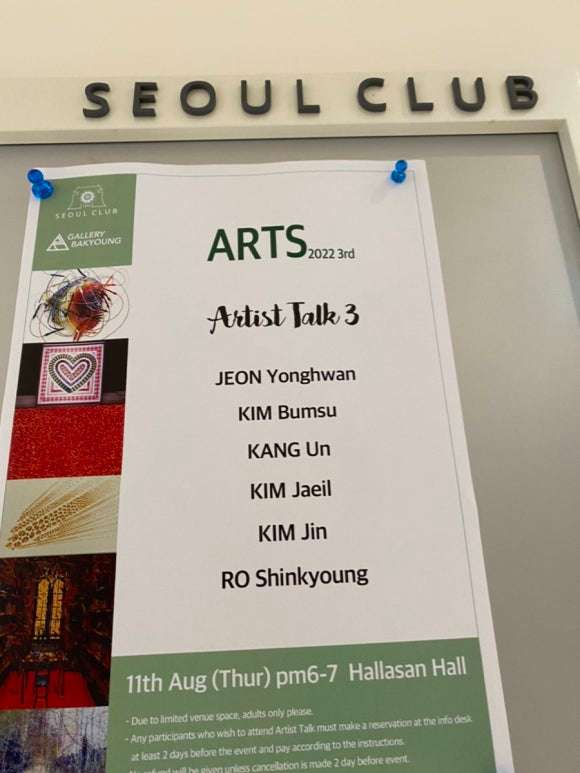 SEOUL CLUB
SEOUL CLUB
GALLERY
BAKYOUNG
ARTS 2022 3rd
Artist Talk 3
JEON Yonghwan
KIM Bumsu
KANG Un
KIM Jaeil
KIM Jin
RO Shinkyoung
11th Aug (Thur) pm6-7 Hallasan Hall
- Due to limited venue space, adults only please.
- Any participants who wish to attend Artist Talk must make a reservation at the info desk
at least 2 days before the event and pay according to the instructions.
refund will be given unless cancellation is made 2 day before event.